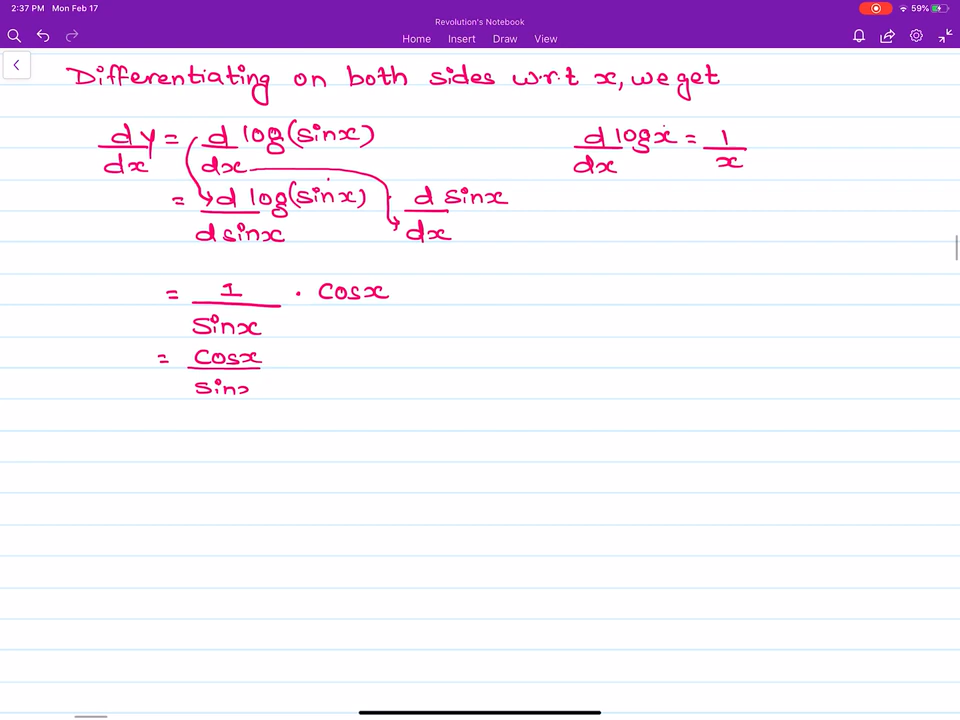 2:37 PM Mon Feb 17 59%
Revolution's Notebook
Home Insert Draw View
Differentiating on both sides w.r.t x, we get
dy/dx = d/dx log(sinx) d/dx logx = 1/x
= d/dsinx log(sinx) · d/dx sinx
= 1/sinx · cosx
= cosx/sinx